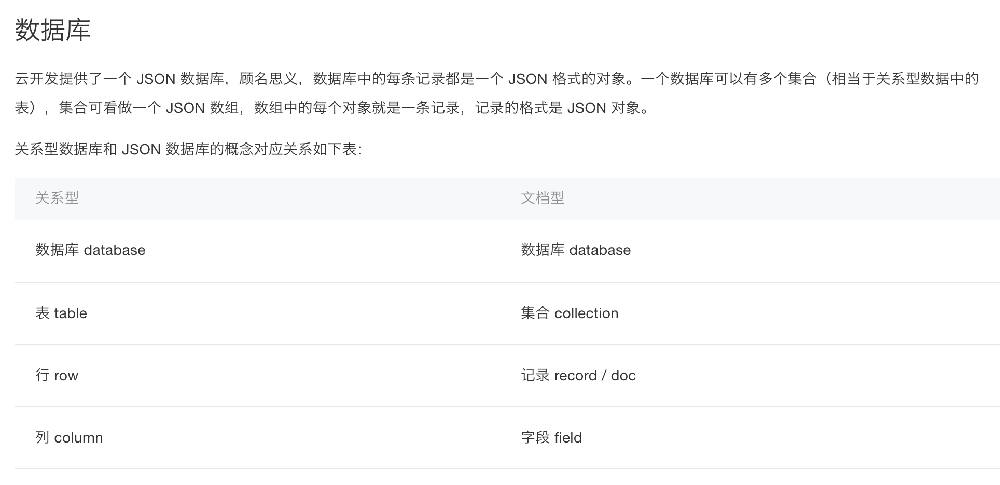 数据库
云开发提供了一个 JSON 数据库，顾名思义，数据库中的每条记录都是一个 JSON 格式的对象。一个数据库可以有多个集合（相当于关系型数据中的
表），集合可看做一个 JSON 数组，数组中的每个对象就是一条记录，记录的格式是 JSON 对象。
关系型数据库和 JSON 数据库的概念对应关系如下表：
关系型 文档型
数据库 database 数据库 database
表 table 集合 collection
行 row 记录 record / doc
列 column 字段 field